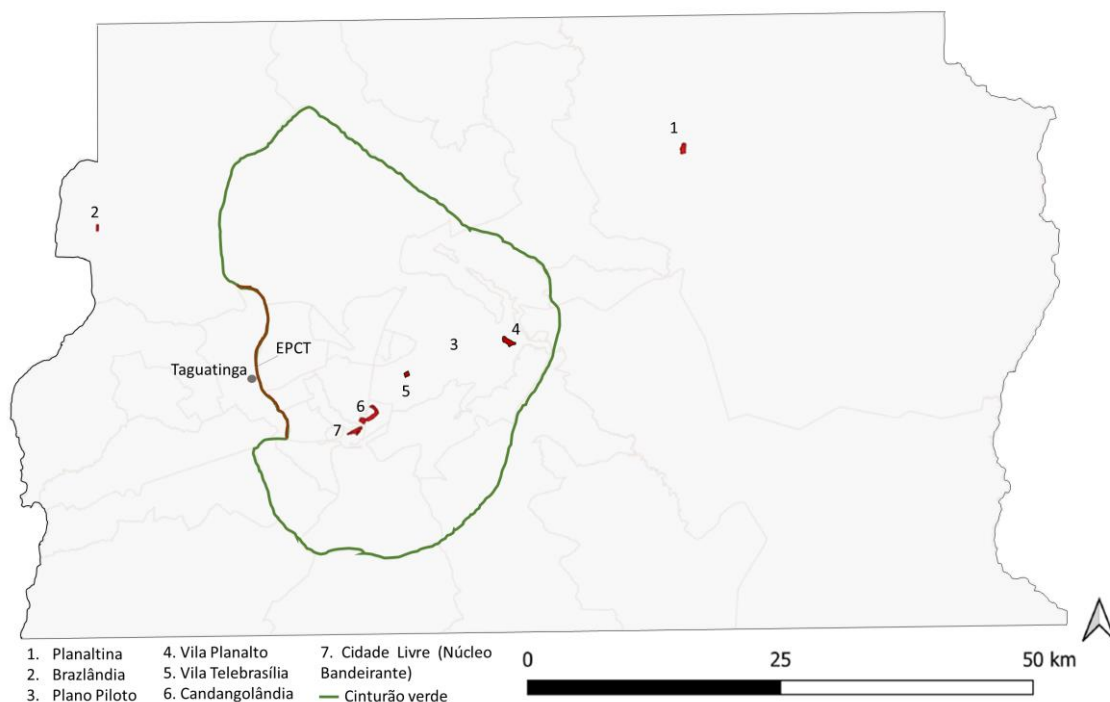 1
2
EPCT
3
4
Taguatinga
5
6
7
1. Planaltina
2. Brazlândia
3. Plano Piloto
4. Vila Planalto
5. Vila Telebrasília
6. Candangolândia
7. Cidade Livre (Núcleo
Bandeirante)
Cinturão verde
0 25 50 km